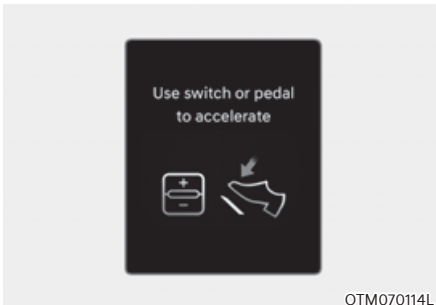 Use switch or pedal
to accelerate
+
−
OTM070114L